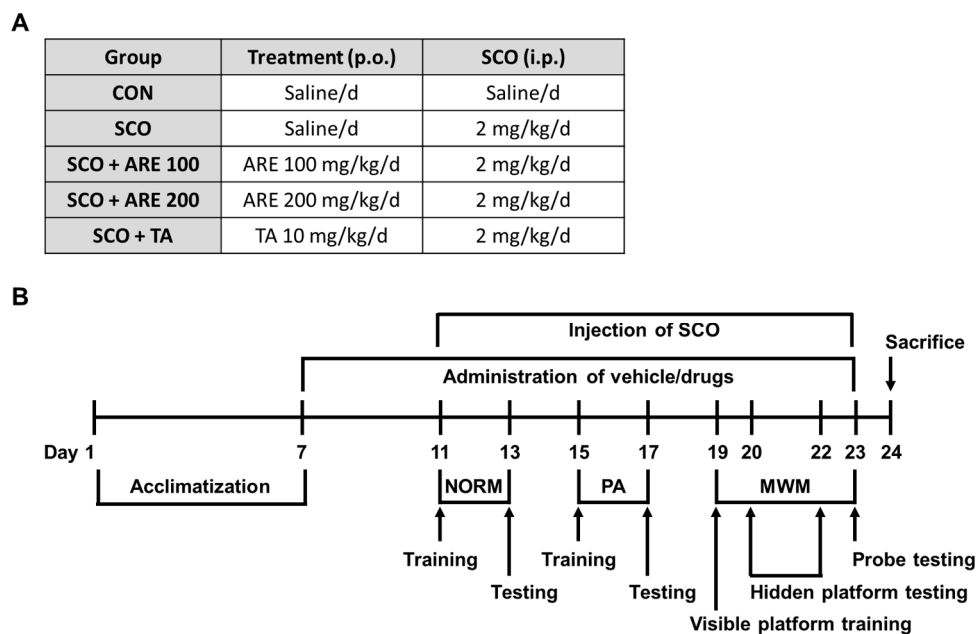 A
Group Treatment (p.o.) SCO (i.p.)
CON Saline/d Saline/d
SCO Saline/d 2 mg/kg/d
SCO + ARE 100 ARE 100 mg/kg/d 2 mg/kg/d
SCO + ARE 200 ARE 200 mg/kg/d 2 mg/kg/d
SCO + TA TA 10 mg/kg/d 2 mg/kg/d
B
Injection of SCO
Sacrifice
Administration of vehicle/drugs
Day 1 7 11 13 15 17 19 20 22 23 24
Acclimatization NORM PA MWM
Training Training Probe testing
Testing Testing Hidden platform testing
Visible platform training